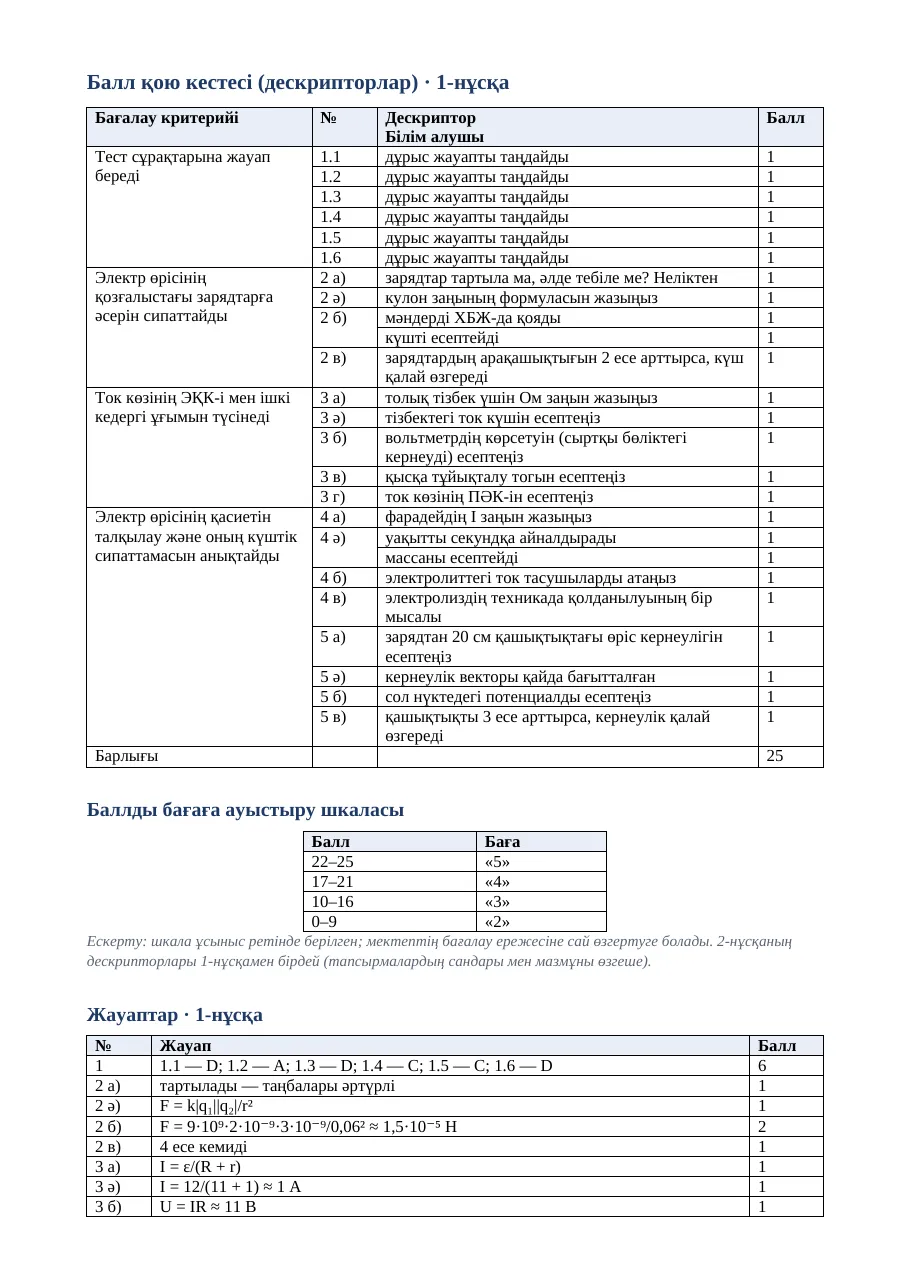 Балл қою кестесі (дескрипторлар) · 1-нұсқа
Бағалау критерийі № Дескриптор Балл
Білім алушы
Тест сұрақтарына жауап 1.1 дұрыс жауапты таңдайды 1
береді 1.2 дұрыс жауапты таңдайды 1
1.3 дұрыс жауапты таңдайды 1
1.4 дұрыс жауапты таңдайды 1
1.5 дұрыс жауапты таңдайды 1
1.6 дұрыс жауапты таңдайды 1
Электр өрісінің 2 а) зарядтар тартыла ма, әлде тебіле ме? Неліктен 1
қозғалыстағы зарядтарға 2 ә) кулон заңының формуласын жазыңыз 1
әсерін сипаттайды 2 б) мәндерді ХБЖ-да қояды 1
күшті есептейді 1
2 в) зарядтардың арақашықтығын 2 есе арттырса, күш 1
қалай өзгереді
Ток көзінің ЭҚК-і мен ішкі 3 а) толық тізбек үшін Ом заңын жазыңыз 1
кедергі ұғымын түсінеді 3 ә) тізбектегі ток күшін есептеңіз 1
3 б) вольтметрдің көрсетуін (сыртқы бөліктегі 1
кернеуді) есептеңіз
3 в) қысқа тұйықталу тогын есептеңіз 1
3 г) ток көзінің ПӘК-ін есептеңіз 1
Электр өрісінің қасиетін 4 а) фарадейдің I заңын жазыңыз 1
талқылау және оның күштік 4 ә) уақытты секундқа айналдырады 1
сипаттамасын анықтайды массаны есептейді 1
4 б) электролиттегі ток тасушыларды атаңыз 1
4 в) электролиздің техникада қолданылуының бір 1
мысалы
5 а) зарядтан 20 см қашықтықтағы өріс кернеулігін 1
есептеңіз
5 ә) кернеулік векторы қайда бағытталған 1
5 б) сол нүктедегі потенциалды есептеңіз 1
5 в) қашықтықты 3 есе арттырса, кернеулік қалай 1
өзгереді
Барлығы 25
Баллды бағаға ауыстыру шкаласы
Балл Баға
22–25 «5»
17–21 «4»
10–16 «3»
0–9 «2»
Ескерту: шкала ұсыныс ретінде берілген; мектептің бағалау ережесіне сай өзгертуге болады. 2-нұсқаның
дескрипторлары 1-нұсқамен бірдей (тапсырмалардың сандары мен мазмұны өзгеше).
Жауаптар · 1-нұсқа
№ Жауап Балл
1 1.1 — D; 1.2 — A; 1.3 — D; 1.4 — C; 1.5 — C; 1.6 — D 6
2 а) тартылады — таңбалары әртүрлі 1
2 ә) F = k|q₁||q₂|/r² 1
2 б) F = 9·10⁹·2·10⁻⁹·3·10⁻⁹/0,06² ≈ 1,5·10⁻⁵ Н 2
2 в) 4 есе кемиді 1
3 а) I = ε/(R + r) 1
3 ә) I = 12/(11 + 1) ≈ 1 А 1
3 б) U = IR ≈ 11 В 1